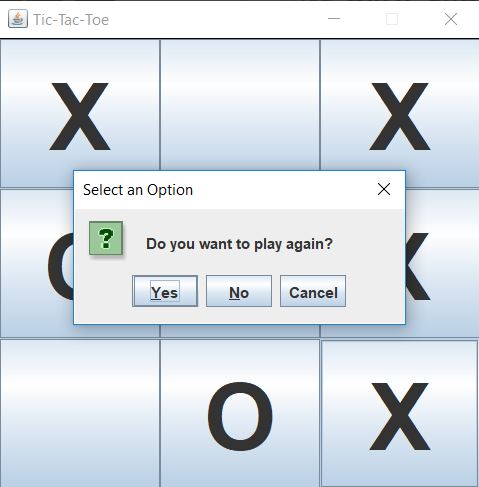 Tic-Tac-Toe
X X
Select an Option
Do you want to play again?
Yes No Cancel
O X